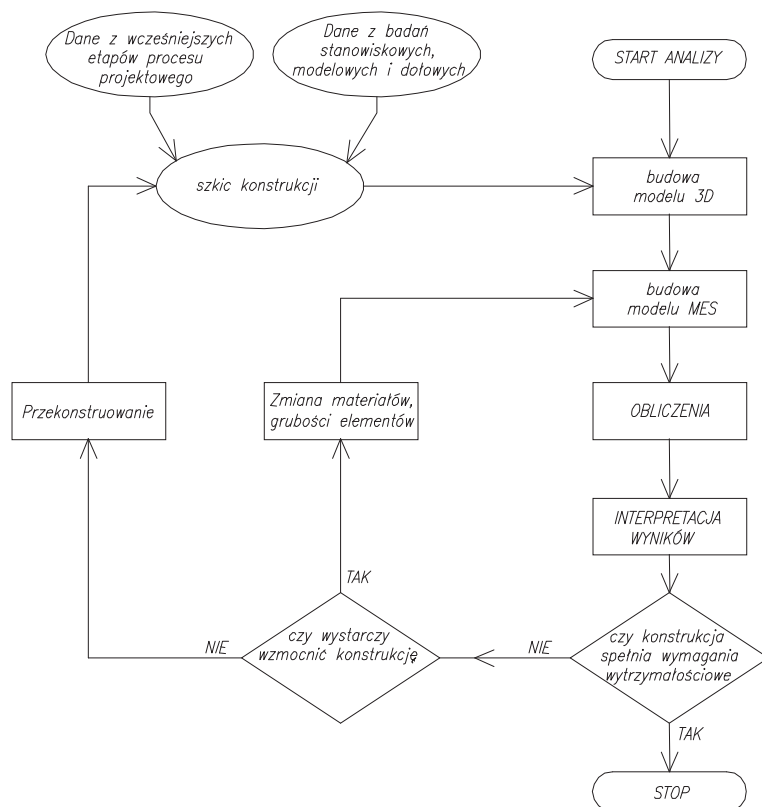 Dane z wcześniejszych
etapów procesu
projektowego
Dane z badań
stanowiskowych,
modelowych i dołowych
START ANALIZY
szkic konstrukcji
budowa
modelu 3D
budowa
modelu MES
Przekonstruowanie
Zmiana materiałów,
grubości elementów
OBLICZENIA
INTERPRETACJA
WYNIKÓW
TAK
czy wystarczy
wzmocnić konstrukcję
NIE
NIE
czy konstrukcja
spełnia wymagania
wytrzymałościowe
TAK
STOP